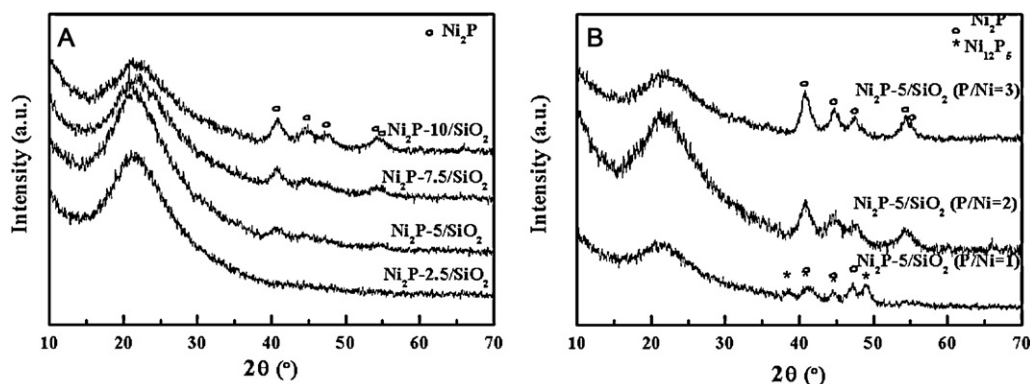 A
Ni₂P
Ni₂P-10/SiO₂
Ni₂P-7.5/SiO₂
Ni₂P-5/SiO₂
Ni₂P-2.5/SiO₂
Intensity (a.u.)
10 20 30 40 50 60 70
2θ (°)
B
Ni₂P
* Ni₁₂P₅
Ni₂P-5/SiO₂ (P/Ni=3)
Ni₂P-5/SiO₂ (P/Ni=2)
Ni₂P-5/SiO₂ (P/Ni=1)
* * * *
Intensity (a.u.)
10 20 30 40 50 60 70
2θ (°)